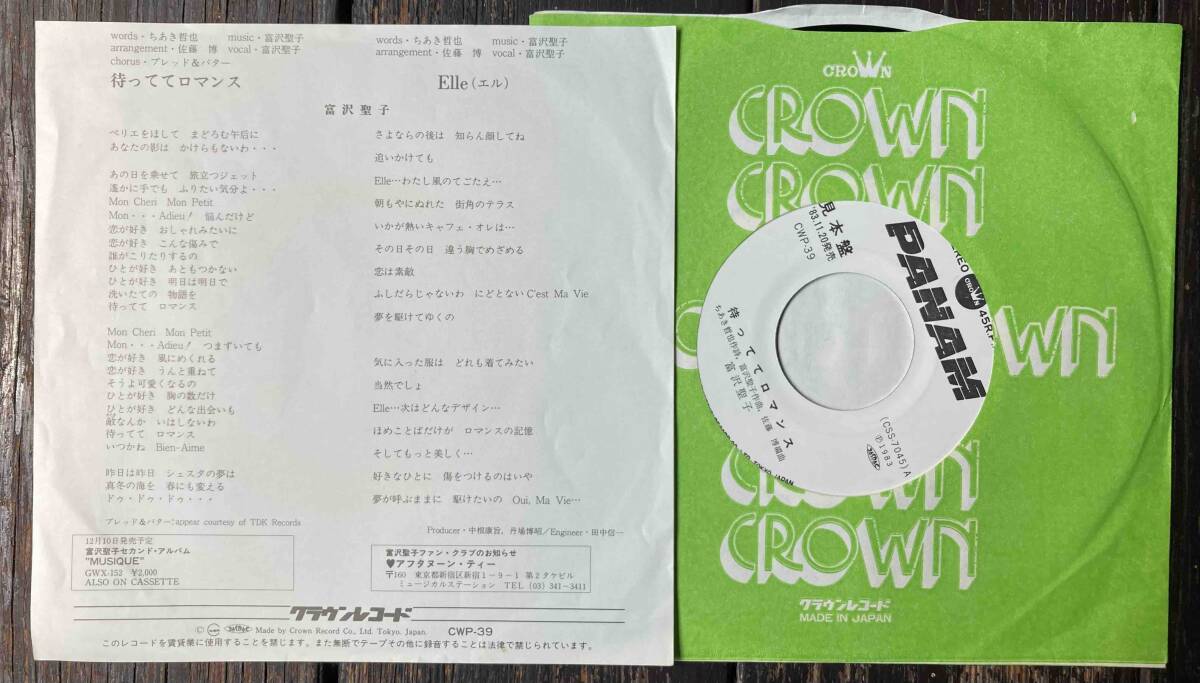 words・ちあき哲也　music・富沢聖子
arrangement・佐藤　博　vocal・富沢聖子
chorus・ブレッド&バター
待っててロマンス
words・ちあき哲也　music・富沢聖子
arrangement・佐藤　博　vocal・富沢聖子
Elle（エル）
富沢聖子
ペリエをほして　まどろむ午后に
あなたの影は　かけらもないわ・・・
あの日を乗せて　旅立つジェット
遙かに手でも　ふりたい気分よ・・・
Mon Cheri　Mon Petit
Mon・・・Adieu！　悩んだけど
恋が好き　おしゃれみたいに
恋が好き　こんな傷みで
誰がこりたりするの
ひとが好き　あともつかない
ひとが好き　明日は明日で
洗いたての　物語を
待ってて　ロマンス
Mon Cheri　Mon Petit
Mon・・・Adieu！　つまずいても
恋が好き　風にめくれる
恋が好き　うんと重ねて
そうよ可愛くなるの
ひとが好き　胸の数だけ
ひとが好き　どんな出会いも
敵なんか　いはしないわ
待ってて　ロマンス
いつかね　Bien-Aime
昨日は昨日　シェスタの夢は
真冬の海を　春にも変える
ドゥ・ドゥ・ドゥ・・・
ブレッド&バター:appear courtesy of TDK Records
さよならの後は　知らん顔してね
追いかけても
Elle…わたし風のてごたえ…
朝もやにぬれた　街角のテラス
いかが熱いキャフェ・オレは…
その日その日　違う胸でめざめる
恋は素敵
ふしだらじゃないわ　にどとない C'est Ma Vie
夢を駆けてゆくの
気に入った服は　どれも着てみたい
当然でしょ
Elle…次はどんなデザイン…
ほめことばだけが　ロマンスの記憶
そしてもっと美しく…
好きなひとに　傷をつけるのはいや
夢が呼ぶままに　駆けたいの　Oui, Ma Vie…
Producer・中根康旨、丹場博昭／Engineer・田中信一
12月10日発売予定
富沢聖子セカンド・アルバム
"MUSIQUE"
GWX-152　¥2,000
ALSO ON CASSETTE
富沢聖子ファン・クラブのお知らせ
♥アフタヌーン・ティー
〒160　東京都新宿区新宿1－9－1　第2タケビル
ミュージカルステーション　TEL（03）341－3411
クラウンレコード
Made by Crown Record Co., Ltd. Tokyo. Japan.　CWP-39
このレコードを賃貸業に使用することを禁じます。また無断でテープその他に録音することは法律で禁じられています。
CROWN
CROWN
CROWN
CROWN
CROWN
クラウンレコード
MADE IN JAPAN
PANAM
見本盤
'83.11.20発売
CWP-39
CROWN
待っててロマンス
ちあき哲也作詩, 富沢聖子作曲, 佐藤　博編曲
富沢聖子
(CSS-7045) A
Ⓟ1983